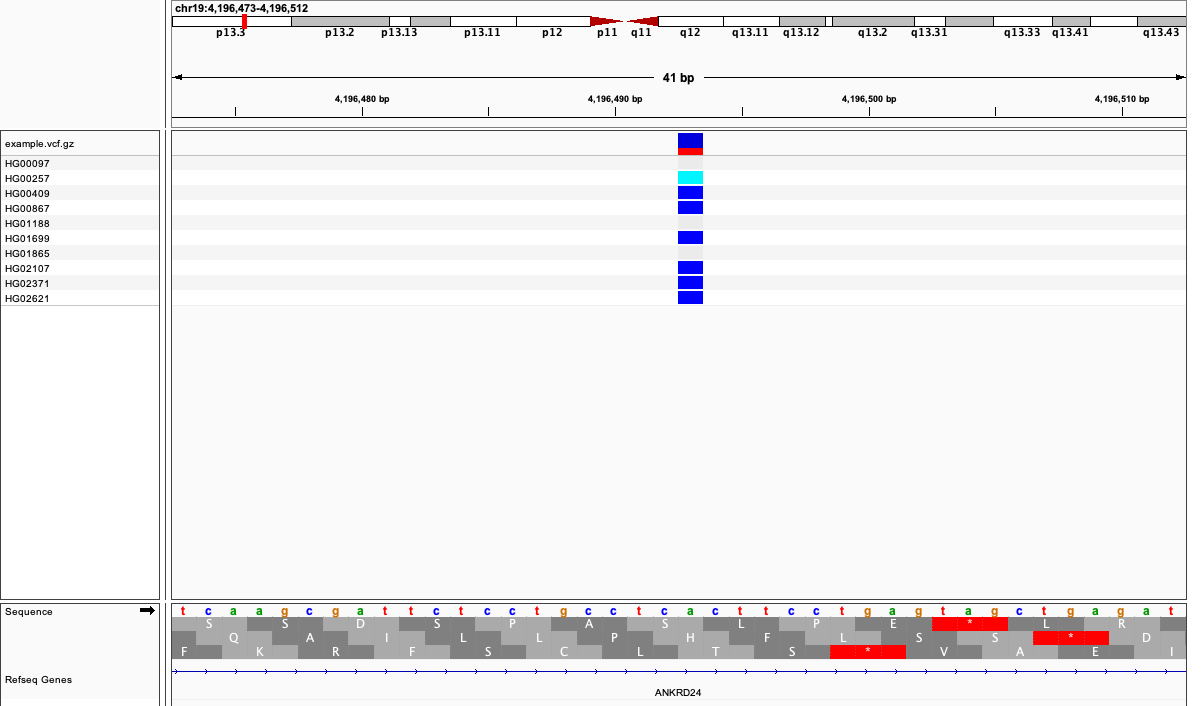 chr19:4,196,473-4,196,512
p13.3 p13.2 p13.13 p13.11 p12 p11 q11 q12 q13.11 q13.12 q13.2 q13.31 q13.33 q13.41 q13.43
41 bp
4,196,480 bp 4,196,490 bp 4,196,500 bp 4,196,510 bp
example.vcf.gz
HG00097
HG00257
HG00409
HG00867
HG01188
HG01699
HG01865
HG02107
HG02371
HG02621
Sequence t c a a g c g a t t c t c c t g c c t c a c t t c c t g a g t a g c t g a g a t
S S D S P A S L P E * L R
Q A I L L P H F L S S * D
F K R F S C L T S * V A E I
Refseq Genes
ANKRD24